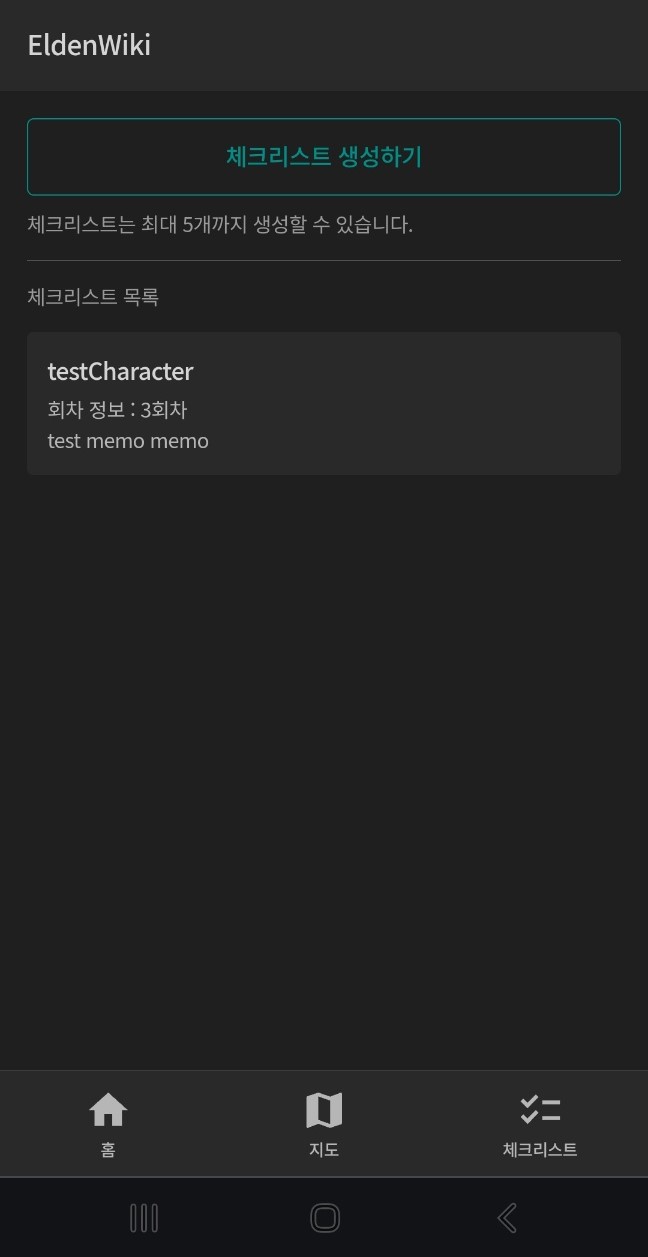 EldenWiki
체크리스트 생성하기
체크리스트는 최대 5개까지 생성할 수 있습니다.
체크리스트 목록
testCharacter
회차 정보 : 3회차
test memo memo
홈
지도
체크리스트